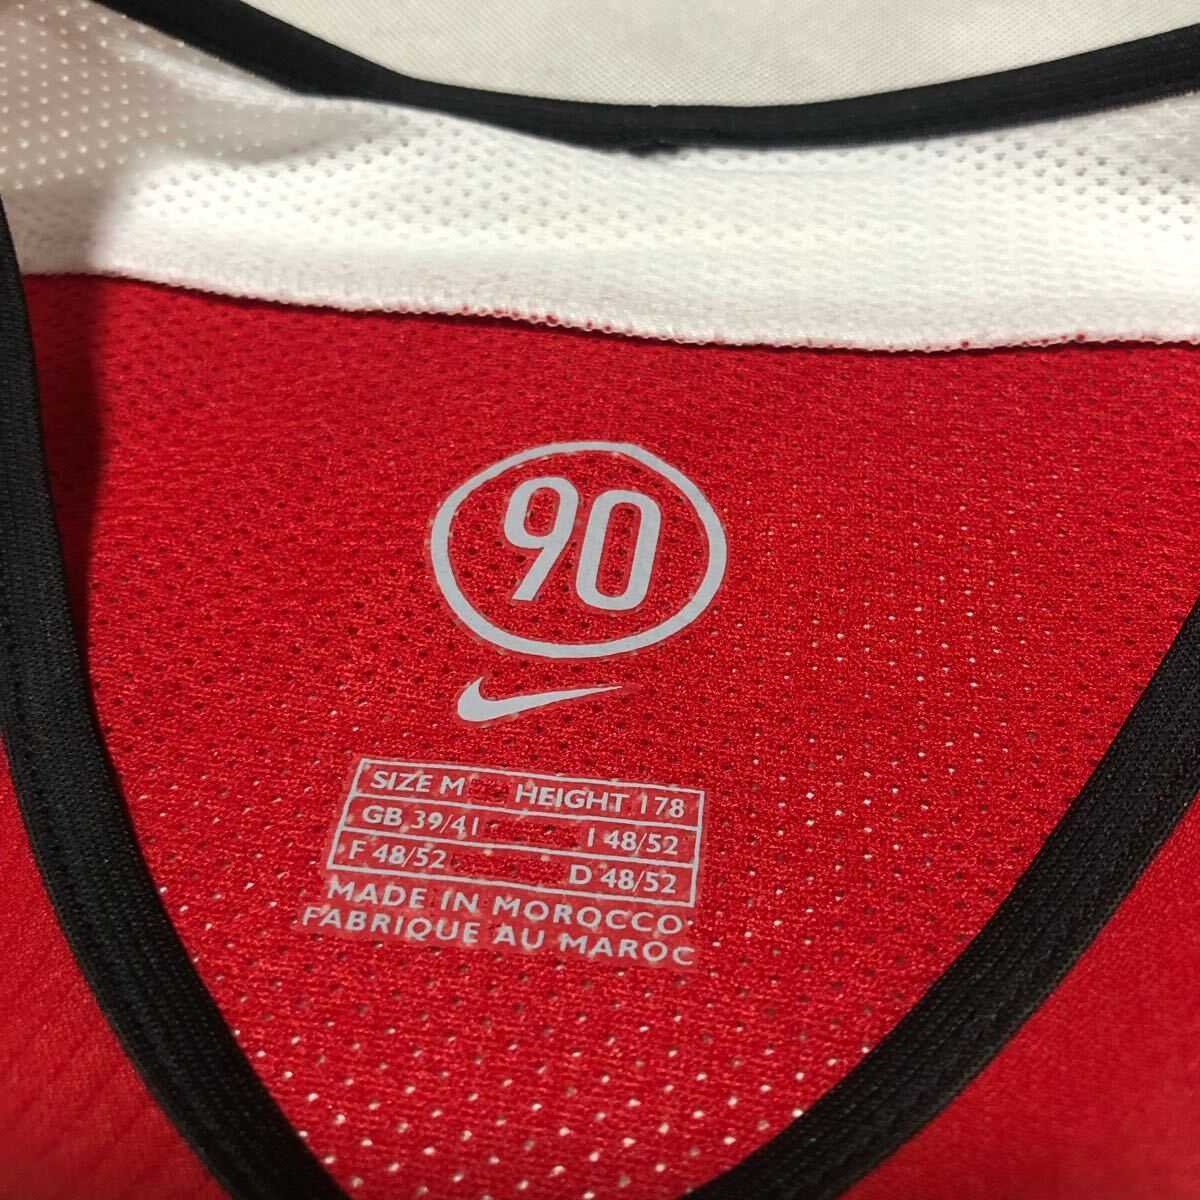 90
SIZE M HEIGHT 178
GB 39/41 I 48/52
F 48/52 D 48/52
MADE IN MOROCCO
FABRIQUE AU MAROC